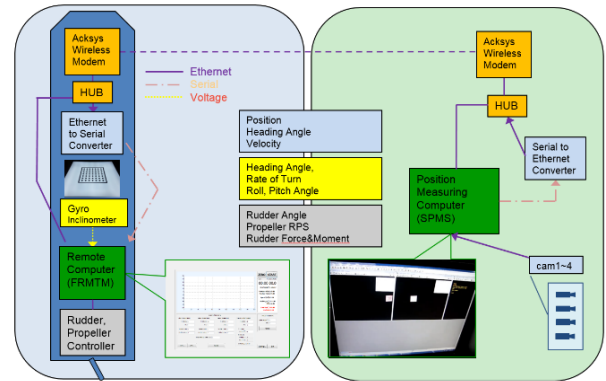 Acksys
Wireless
Modem
HUB
Ethernet
to Serial
Converter
Gyro
Inclinometer
Remote
Computer
(FRMTM)
Rudder,
Propeller
Controller
Ethernet
Serial
Voltage
Position
Heading Angle
Velocity
Heading Angle,
Rate of Turn
Roll, Pitch Angle
Rudder Angle
Propeller RPS
Rudder Force&Moment
Acksys
Wireless
Modem
HUB
Serial to
Ethernet
Converter
Position
Measuring
Computer
(SPMS)
cam1~4